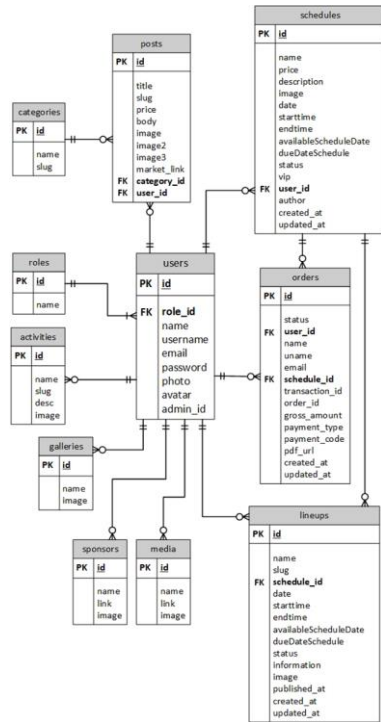 schedules
PK id
name
price
description
image
date
starttime
endtime
availableScheduleDate
dueDateSchedule
status
vip
FK user_id
author
created_at
updated_at
posts
PK id
title
slug
price
body
image
image2
image3
market_link
FK category_id
FK user_id
categories
PK id
name
slug
roles
PK id
name
users
PK id
FK role_id
name
username
email
password
photo
avatar
admin_id
orders
PK id
status
FK user_id
name
uname
email
FK schedule_id
transaction_id
order_id
gross_amount
payment_type
payment_code
pdf_url
created_at
updated_at
activities
PK id
name
slug
desc
image
galleries
PK id
name
image
sponsors
PK id
name
link
image
media
PK id
name
link
image
lineups
PK id
name
slug
FK schedule_id
date
starttime
endtime
availableScheduleDate
dueDateSchedule
status
information
image
published_at
created_at
updated_at